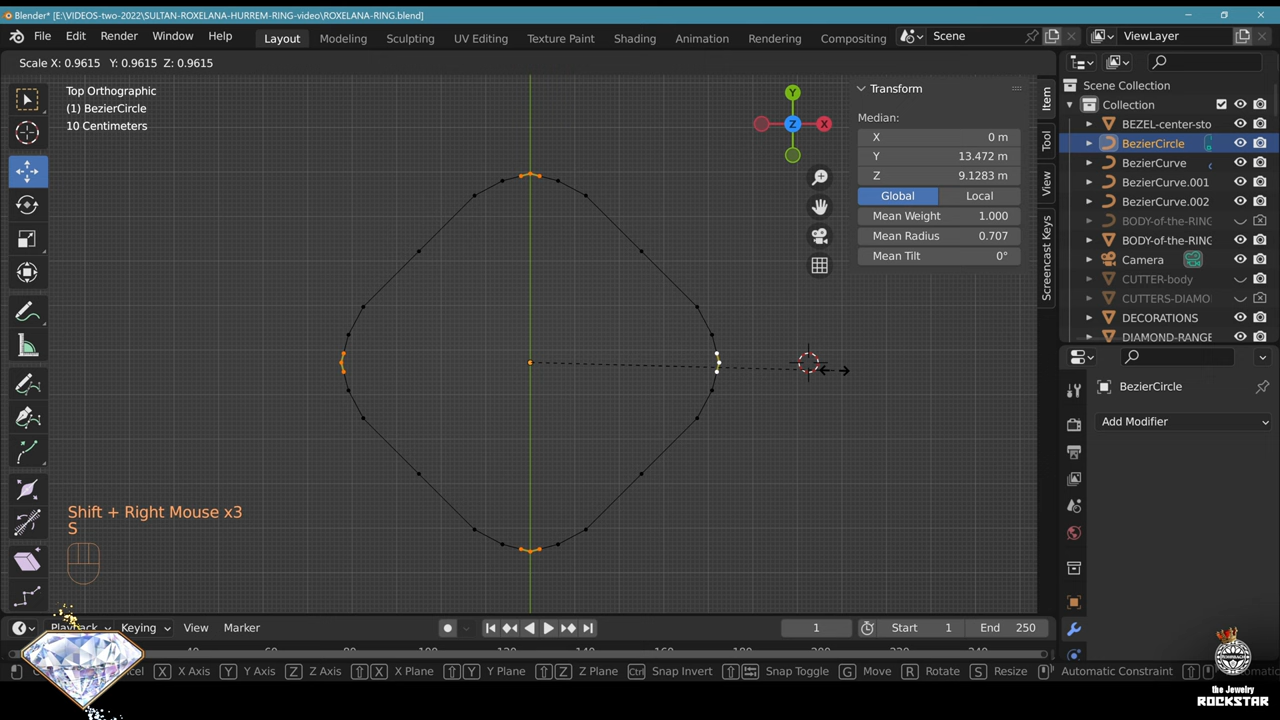 Blender* [E:\VIDEOS-two-2022\SULTAN-ROXELANA-HURREM-RING-video\ROXELANA-RING.blend]
File Edit Render Window Help Layout Modeling Sculpting UV Editing Texture Paint Shading Animation Rendering Compositing Scene ViewLayer
Scale X: 0.9615 Y: 0.9615 Z: 0.9615
Top Orthographic
(1) BezierCircle
10 Centimeters
Y
X
Z
Transform
Median:
X 0 m
Y 13.472 m
Z 9.1283 m
Global Local
Mean Weight 1.000
Mean Radius 0.707
Mean Tilt 0°
Item
Tool
View
Screencast Keys
Scene Collection
Collection
BEZEL-center-sto
BezierCircle
BezierCurve
BezierCurve.001
BezierCurve.002
BODY-of-the-RING
BODY-of-the-RING
Camera
CUTTER-body
CUTTERS-DIAMO
DECORATIONS
DIAMOND-RANGE
BezierCircle
Add Modifier
Shift + Right Mouse x3
S
Playback Keying View Marker 1 Start 1 End 250
X X Axis Y Y Axis Z Z Axis X X Plane Y Y Plane Z Z Plane Ctrl Snap Invert Snap Toggle G Move R Rotate S Resize Automatic Constraint
the Jewelry
ROCKSTAR